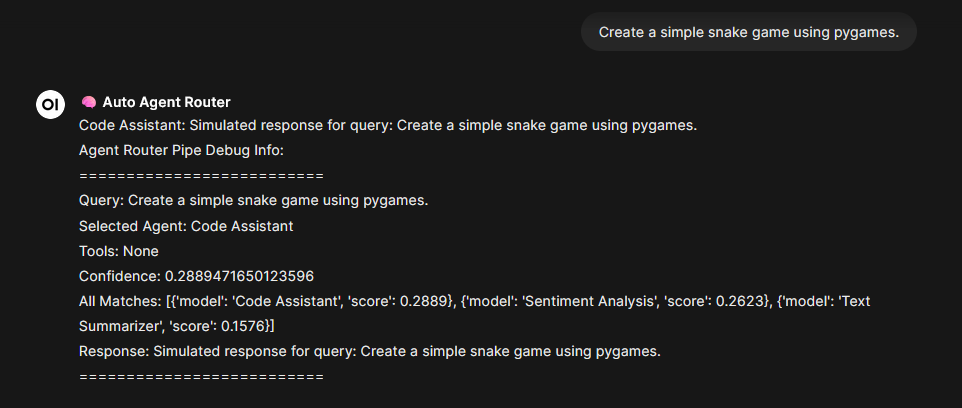 Create a simple snake game using pygames.
OI
Auto Agent Router
Code Assistant: Simulated response for query: Create a simple snake game using pygames.
Agent Router Pipe Debug Info:
==========================
Query: Create a simple snake game using pygames.
Selected Agent: Code Assistant
Tools: None
Confidence: 0.2889471650123596
All Matches: [{'model': 'Code Assistant', 'score': 0.2889}, {'model': 'Sentiment Analysis', 'score': 0.2623}, {'model': 'Text
Summarizer', 'score': 0.1576}]
Response: Simulated response for query: Create a simple snake game using pygames.
==========================